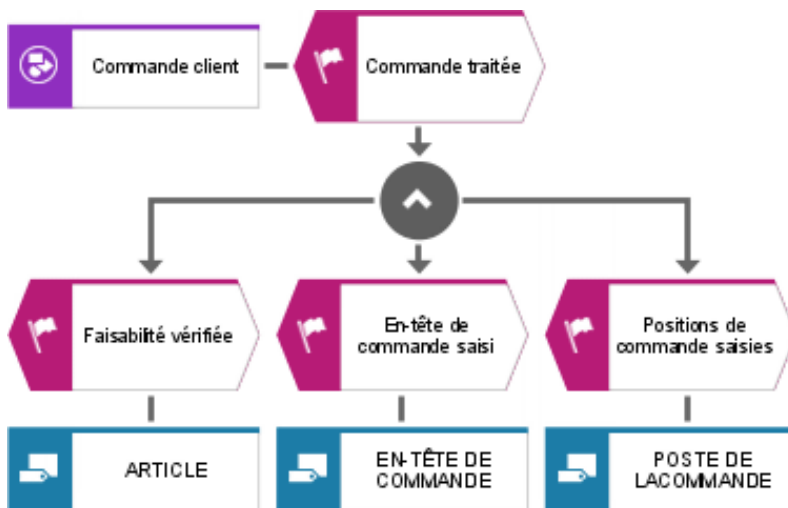 Commande client
Commande traitée
Faisabilité vérifiée
En-tête de
commande saisi
Positions de
commande saisies
ARTICLE
EN-TÊTE DE
COMMANDE
POSTE DE
LACOMMANDE